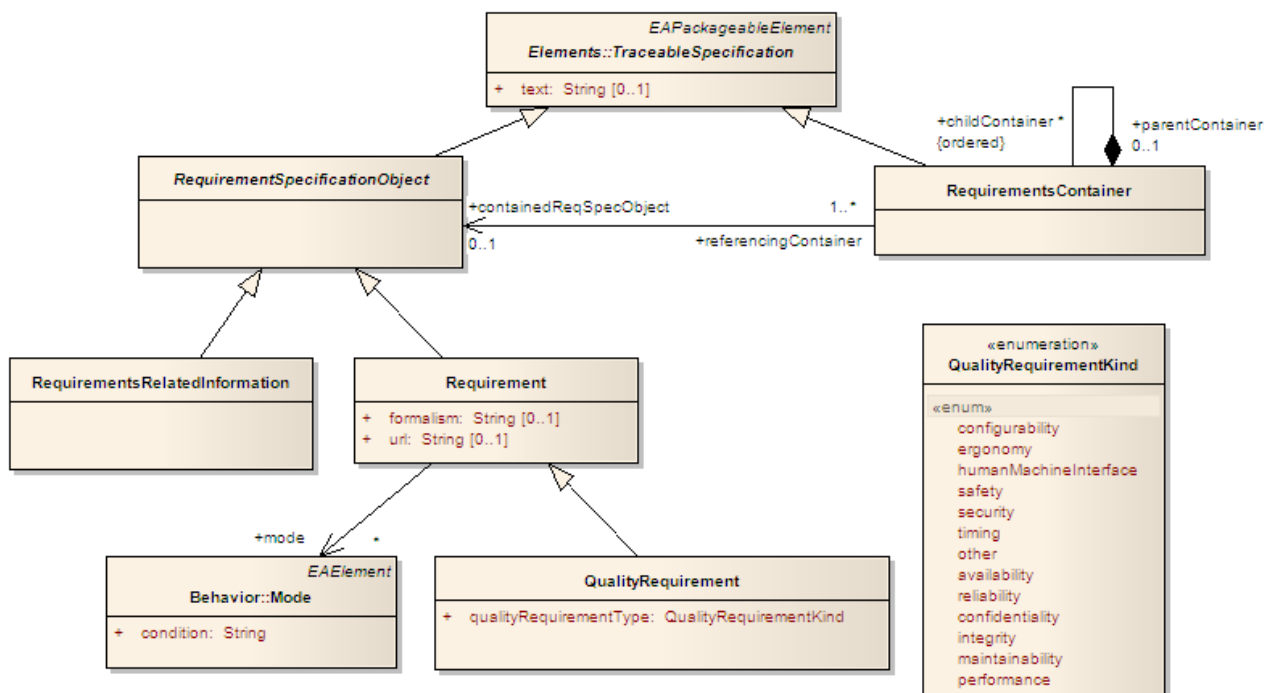 EAPackageableElement
Elements::TraceableSpecification
+ text: String [0..1]
+childContainer *
{ordered}
+parentContainer
0..1
RequirementSpecificationObject
RequirementsContainer
+containedReqSpecObject
1..*
0..1
+referencingContainer
RequirementsRelatedInformation
Requirement
+ formalism: String [0..1]
+ url: String [0..1]
«enumeration»
QualityRequirementKind
«enum»
configurability
ergonomy
humanMachineInterface
safety
security
timing
other
availability
reliability
confidentiality
integrity
maintainability
performance
+mode
*
EAElement
Behavior::Mode
+ condition: String
QualityRequirement
+ qualityRequirementType: QualityRequirementKind